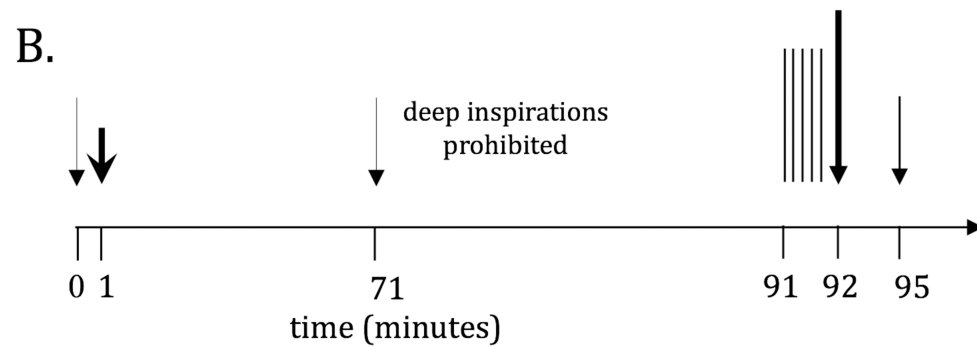 B.
deep inspirations
prohibited
0 1 71 91 92 95
time (minutes)